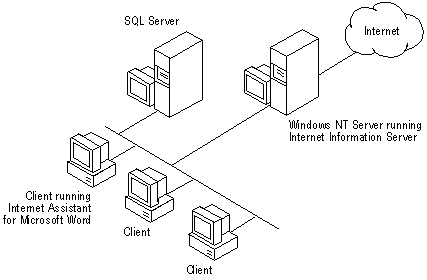 SQL Server
Internet
Windows NT Server running
Internet Information Server
Client running
Internet Assistant
for Microsoft Word
Client
Client